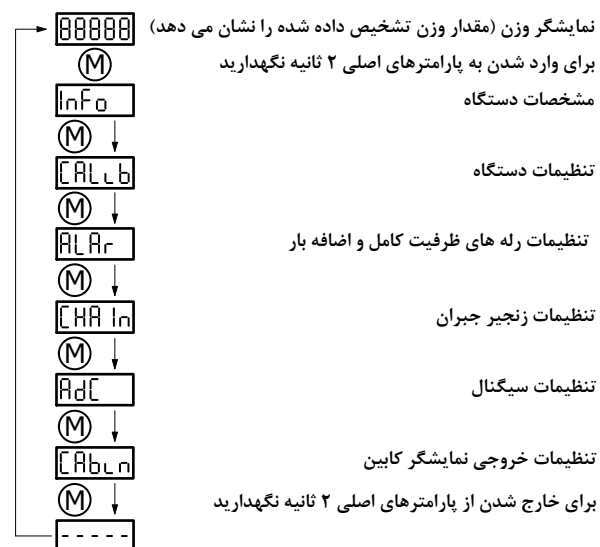 88888 نمایشگر وزن (مقدار وزن تشخیص داده شده را نشان می دهد)
M برای وارد شدن به پارامترهای اصلی ۲ ثانیه نگهدارید
InFo مشخصات دستگاه
M
CALib تنظیمات دستگاه
M
ALAr تنظیمات رله های ظرفیت کامل و اضافه بار
M
CHAIn تنظیمات زنجیر جبران
M
AdC تنظیمات سیگنال
M
CAbin تنظیمات خروجی نمایشگر کابین
M برای خارج شدن از پارامترهای اصلی ۲ ثانیه نگهدارید
-----